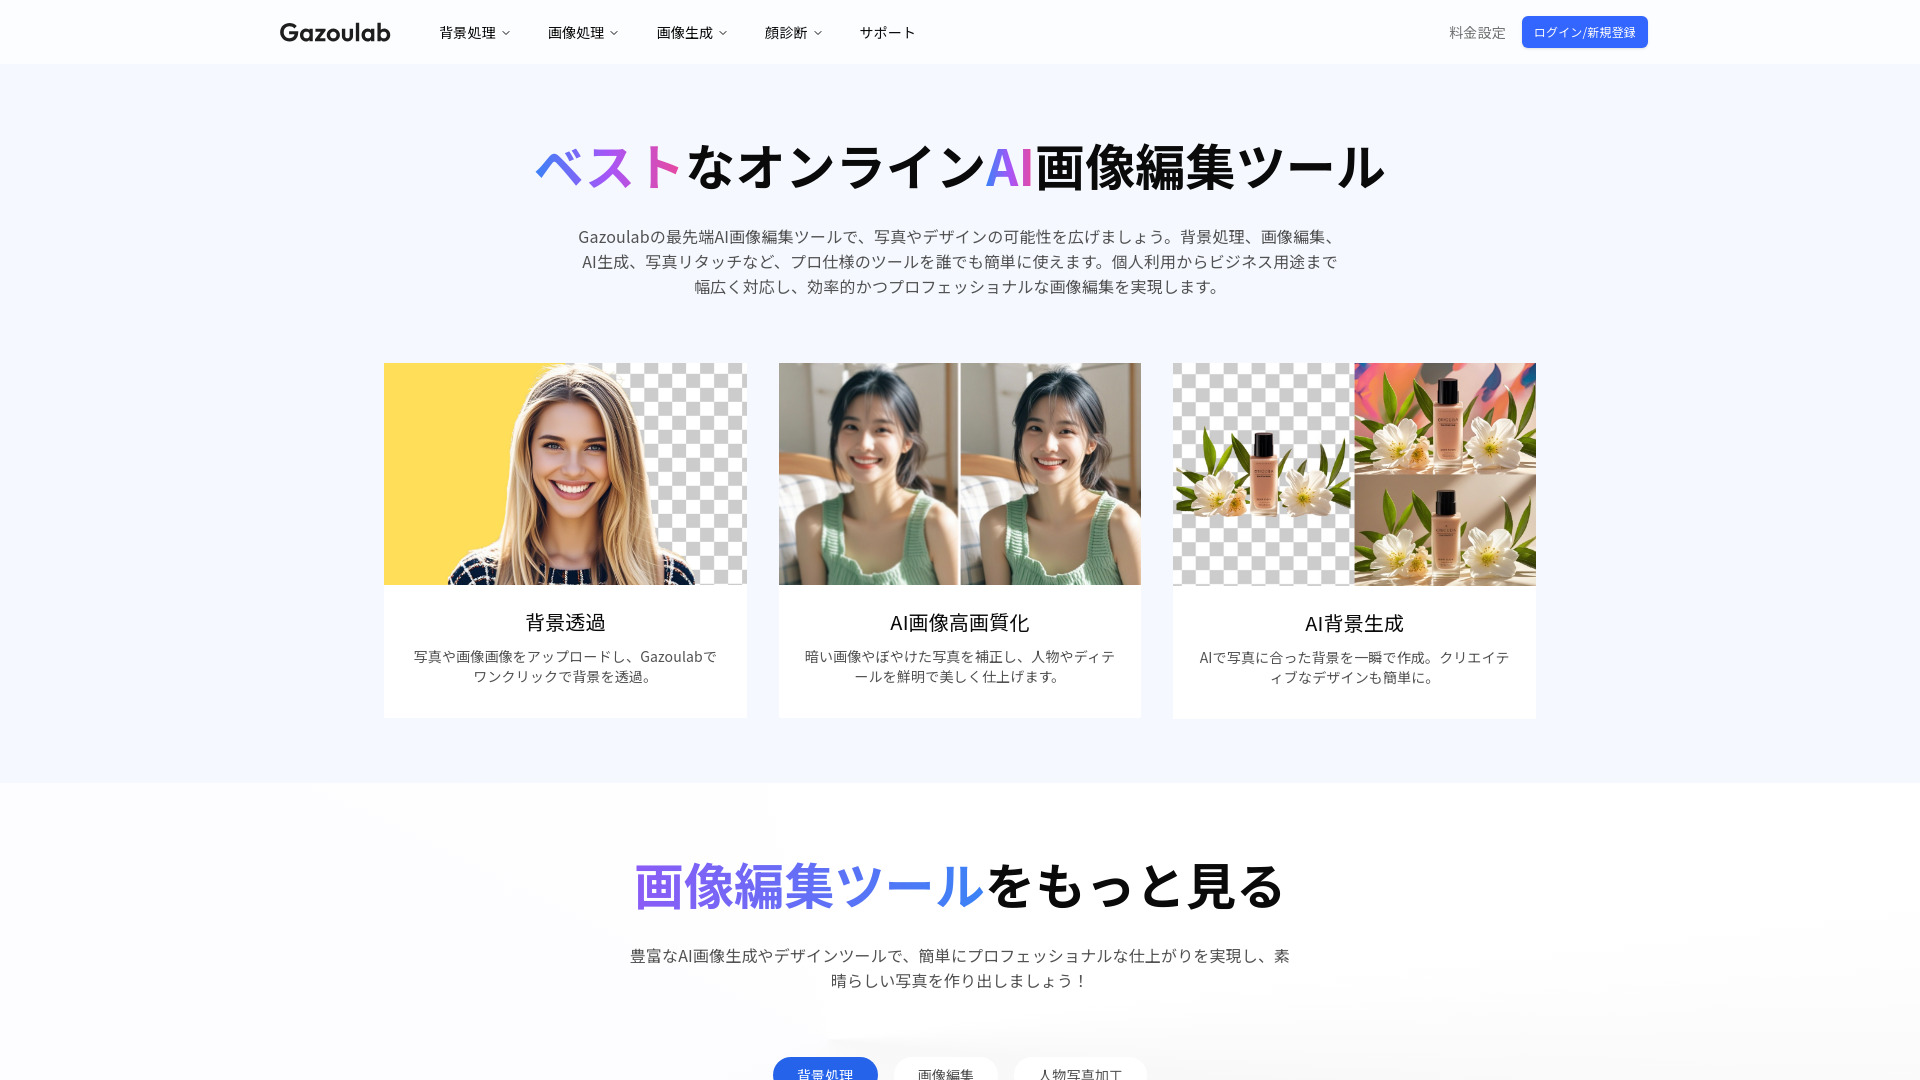 Gazoulab
背景処理
画像処理
画像生成
顔診断
サポート
料金設定
ログイン/新規登録
ベストなオンラインAI画像編集ツール
Gazoulabの最先端AI画像編集ツールで、写真やデザインの可能性を広げましょう。背景処理、画像編集、
AI生成、写真リタッチなど、プロ仕様のツールを誰でも簡単に使えます。個人利用からビジネス用途まで
幅広く対応し、効率的かつプロフェッショナルな画像編集を実現します。
背景透過
写真や画像画像をアップロードし、Gazoulabで
ワンクリックで背景を透過。
AI画像高画質化
暗い画像やぼやけた写真を補正し、人物やディテ
ールを鮮明で美しく仕上げます。
AI背景生成
AIで写真に合った背景を一瞬で作成。クリエイテ
ィブなデザインも簡単に。
画像編集ツールをもっと見る
豊富なAI画像生成やデザインツールで、簡単にプロフェッショナルな仕上がりを実現し、素
晴らしい写真を作り出しましょう！
背景処理
画像編集
人物写真加工